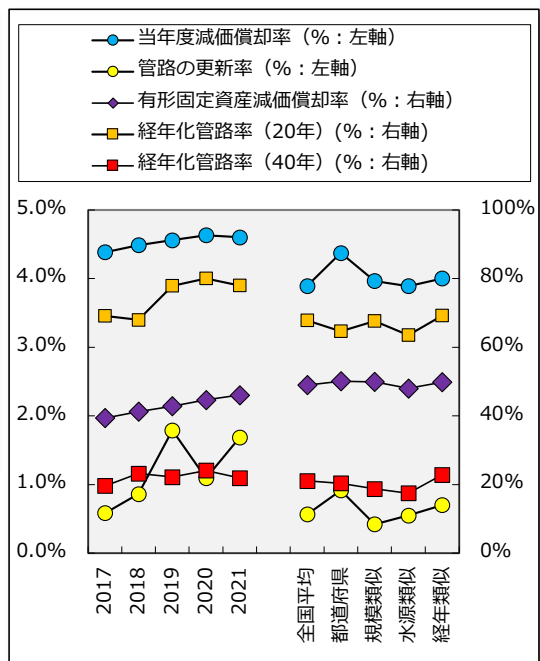 当年度減価償却率（%：左軸）
管路の更新率（%：左軸）
有形固定資産減価償却率（%：右軸）
経年化管路率（20年）(%：右軸)
経年化管路率（40年）(%：右軸)
5.0% 100%
4.0% 80%
3.0% 60%
2.0% 40%
1.0% 20%
0.0% 0%
2017 2018 2019 2020 2021 全国平均 都道府県 規模類似 水源類似 経年類似